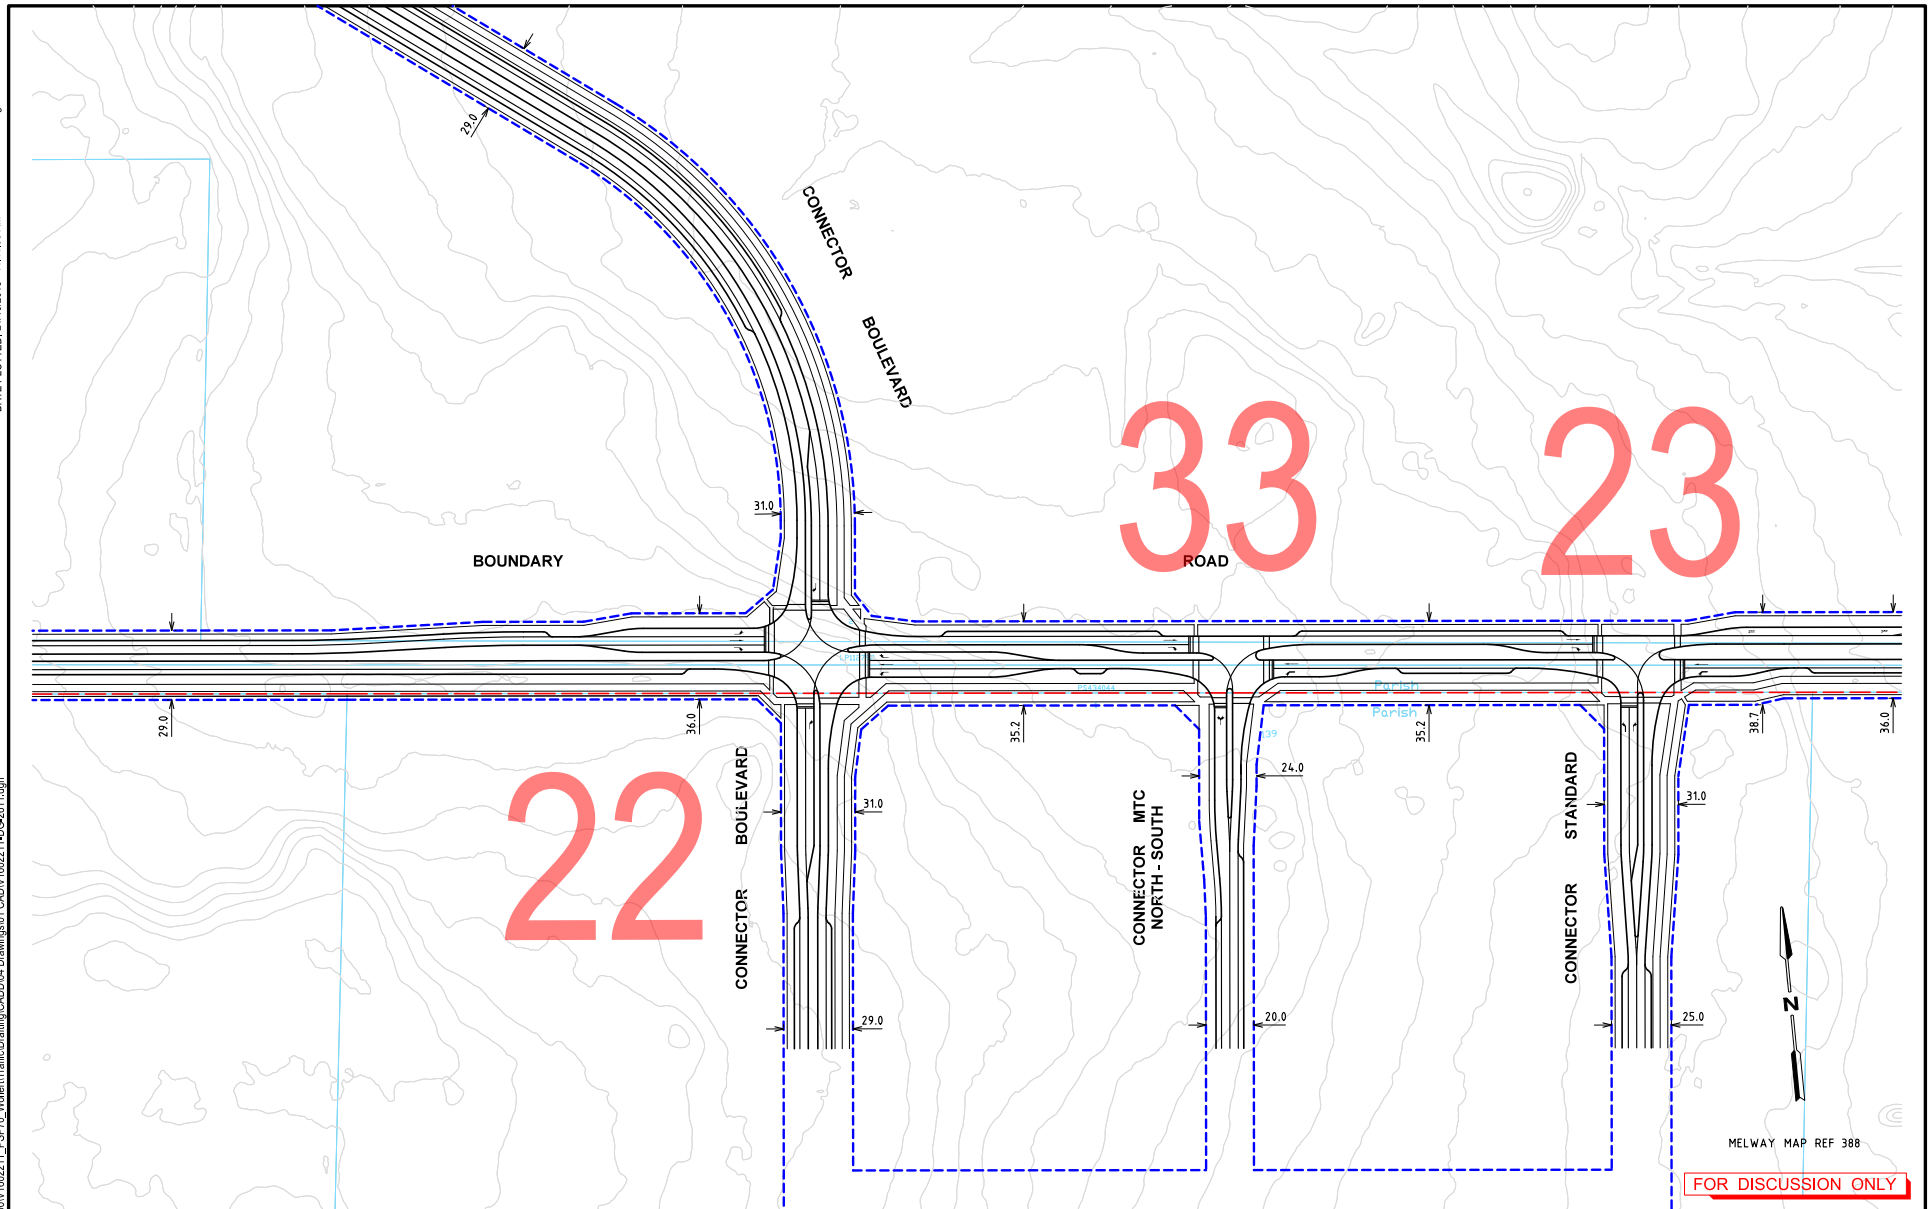 29.0
CONNECTOR BOULEVARD
33
23
31.0
BOUNDARY ROAD
29.0
36.0
35.2
35.2
38.7
36.0
PS434044
Parish
Parish
139
22
CONNECTOR BOULEVARD
31.0
29.0
CONNECTOR MTC
NORTH - SOUTH
24.0
20.0
CONNECTOR STANDARD
31.0
25.0
N
MELWAY MAP REF 388
FOR DISCUSSION ONLY